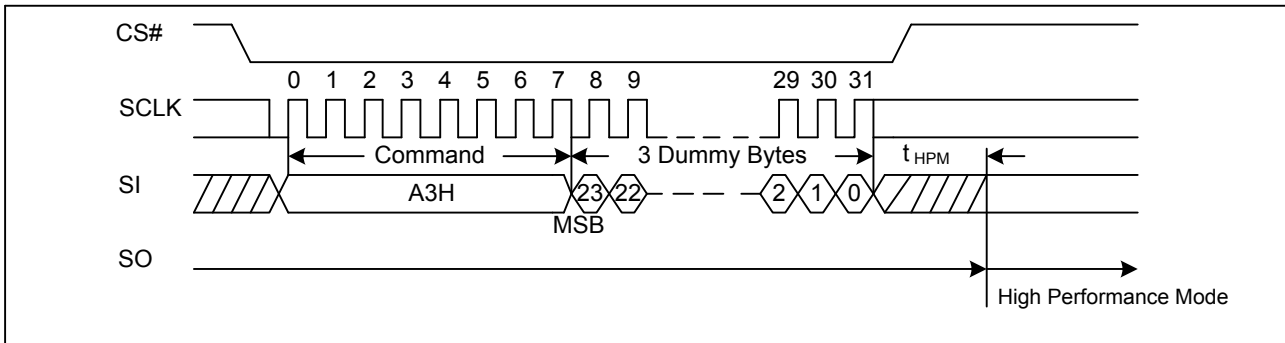 CS#
0 1 2 3 4 5 6 7 8 9 29 30 31
SCLK
Command 3 Dummy Bytes t HPM
SI
A3H 23 22 2 1 0
MSB
SO
High Performance Mode